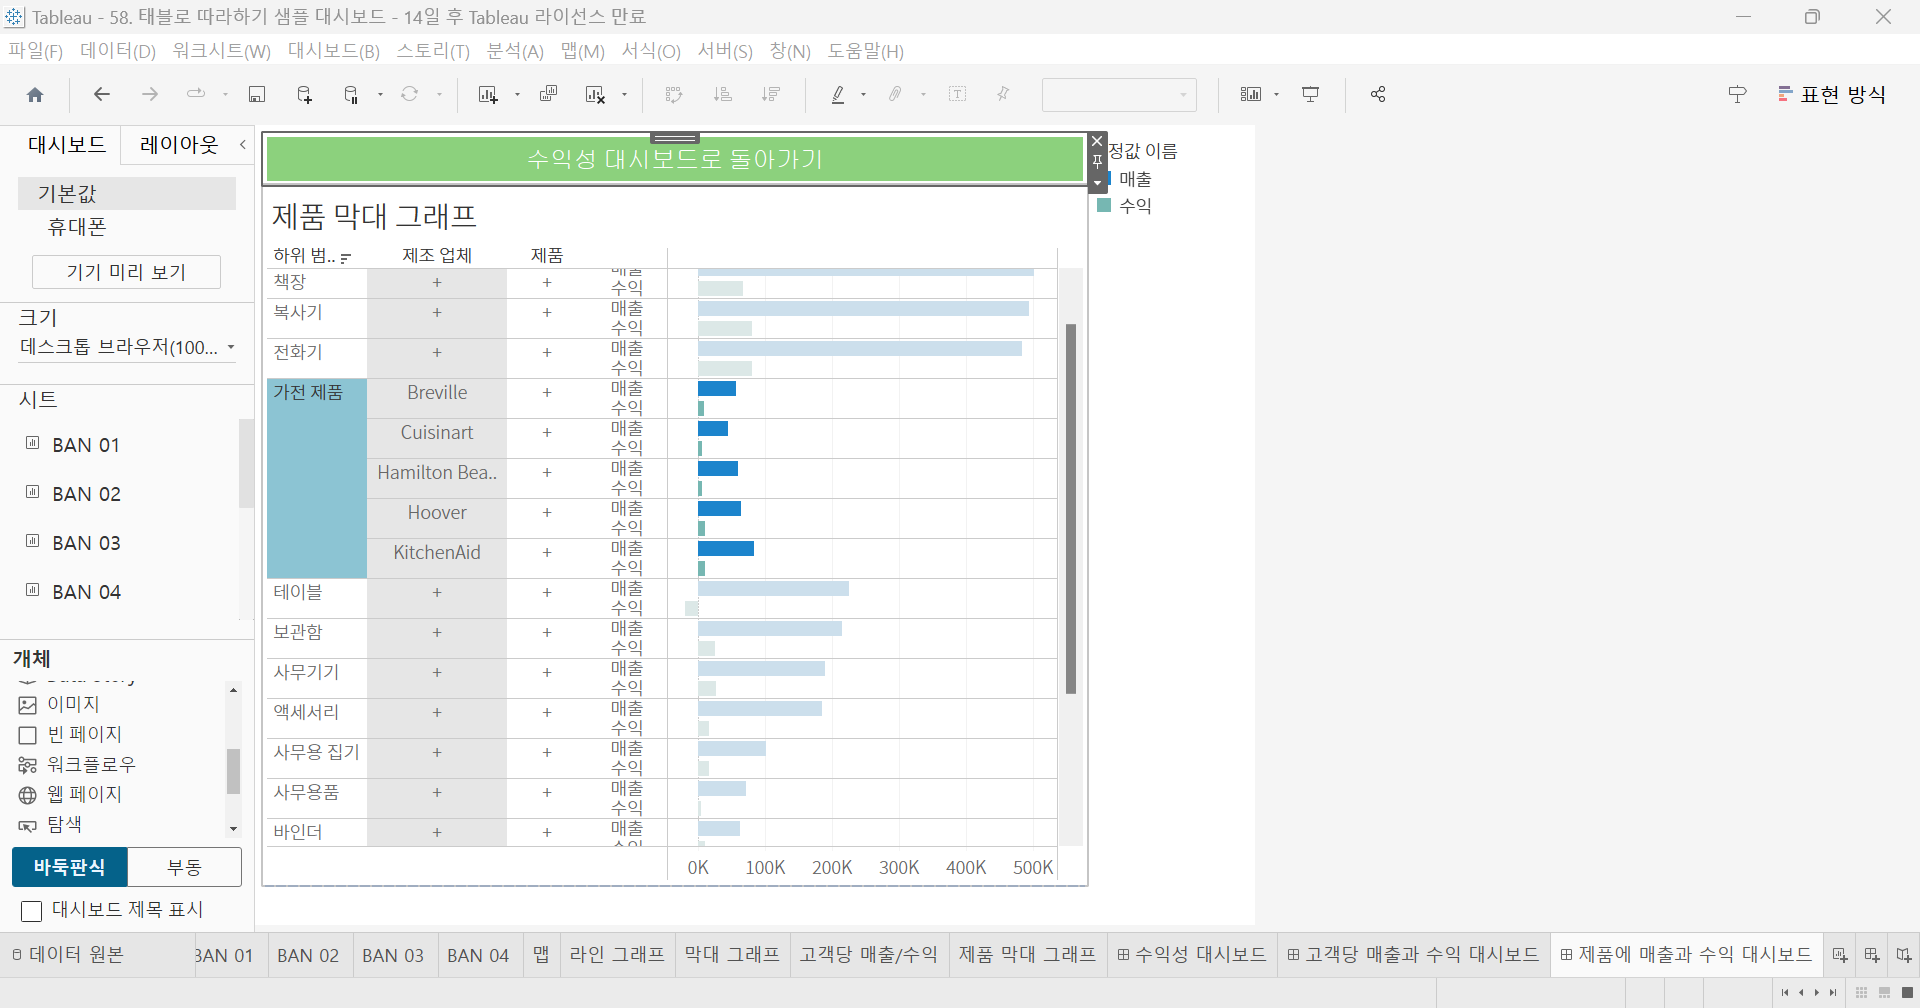 Tableau - 58. 태블로 따라하기 샘플 대시보드 - 14일 후 Tableau 라이선스 만료
파일(F) 데이터(D) 워크시트(W) 대시보드(B) 스토리(T) 분석(A) 맵(M) 서식(O) 서버(S) 창(N) 도움말(H)
표현 방식
대시보드 레이아웃
기본값
휴대폰
기기 미리 보기
크기
데스크톱 브라우저(100...
시트
BAN 01
BAN 02
BAN 03
BAN 04
개체
이미지
빈 페이지
워크플로우
웹 페이지
탐색
바둑판식 부동
대시보드 제목 표시
수익성 대시보드로 돌아가기
제품 막대 그래프
하위 범.. 제조 업체 제품
책장 + + 매출
수익
복사기 + + 매출
수익
전화기 + + 매출
수익
가전 제품 Breville + 매출
수익
Cuisinart + 매출
수익
Hamilton Bea.. + 매출
수익
Hoover + 매출
수익
KitchenAid + 매출
수익
테이블 + + 매출
수익
보관함 + + 매출
수익
사무기기 + + 매출
수익
액세서리 + + 매출
수익
사무용 집기 + + 매출
수익
사무용품 + + 매출
수익
바인더 + + 매출
0K 100K 200K 300K 400K 500K
정값 이름
매출
수익
데이터 원본 BAN 01 BAN 02 BAN 03 BAN 04 맵 라인 그래프 막대 그래프 고객당 매출/수익 제품 막대 그래프 수익성 대시보드 고객당 매출과 수익 대시보드 제품에 매출과 수익 대시보드